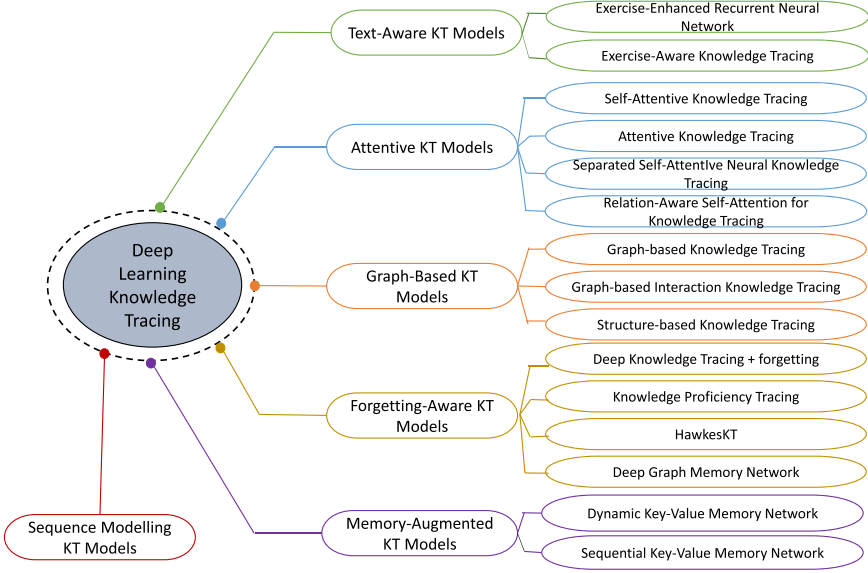 Deep
Learning
Knowledge
Tracing
Text-Aware KT Models
Exercise-Enhanced Recurrent Neural
Network
Exercise-Aware Knowledge Tracing
Attentive KT Models
Self-Attentive Knowledge Tracing
Attentive Knowledge Tracing
Separated Self-AttentIve Neural Knowledge
Tracing
Relation-Aware Self-Attention for
Knowledge Tracing
Graph-Based KT
Models
Graph-based Knowledge Tracing
Graph-based Interaction Knowledge Tracing
Structure-based Knowledge Tracing
Forgetting-Aware KT
Models
Deep Knowledge Tracing + forgetting
Knowledge Proficiency Tracing
HawkesKT
Deep Graph Memory Network
Memory-Augmented
KT Models
Dynamic Key-Value Memory Network
Sequential Key-Value Memory Network
Sequence Modelling
KT Models